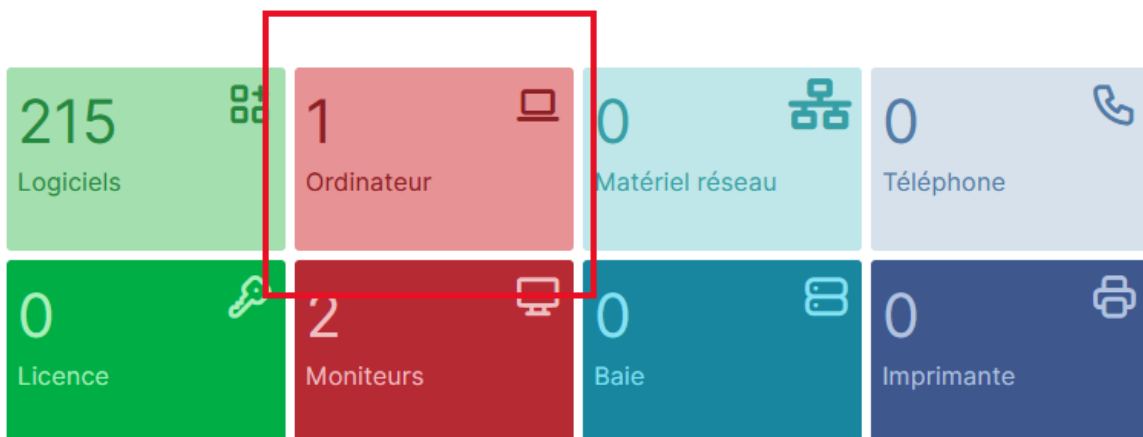 215
Logiciels
1
Ordinateur
0
Matériel réseau
0
Téléphone
0
Licence
2
Moniteurs
0
Baie
0
Imprimante